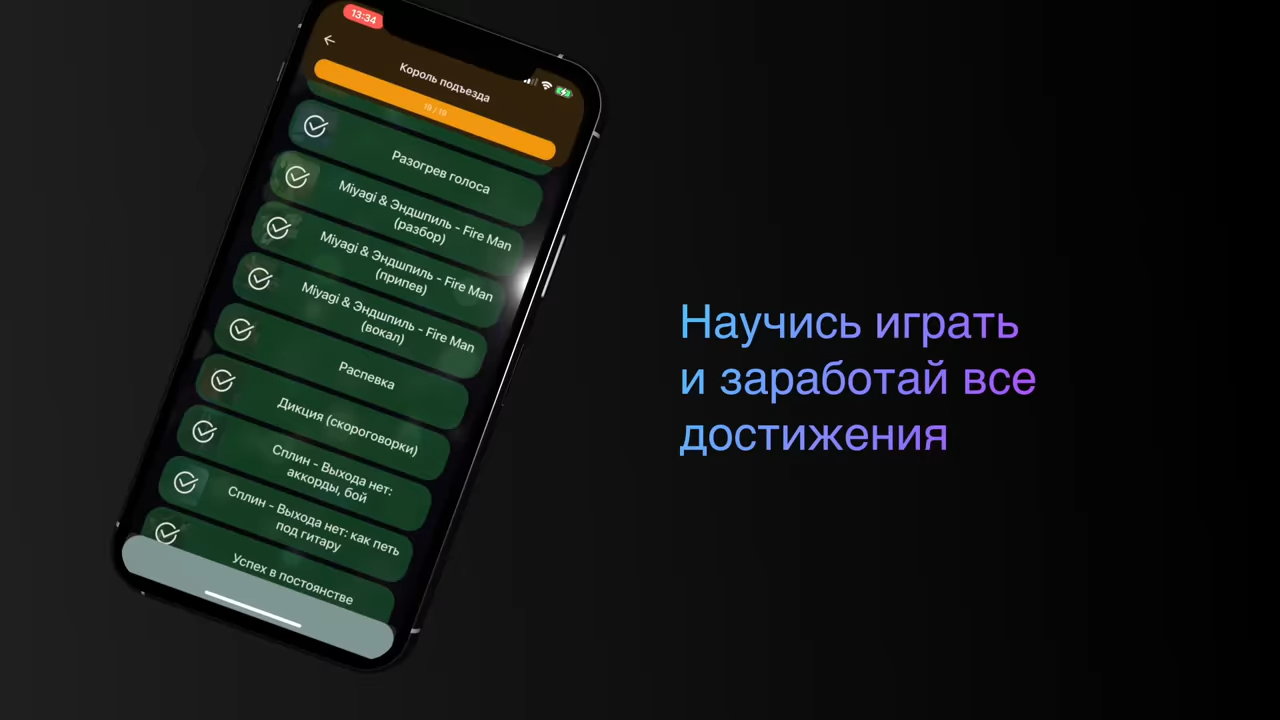 13:34
Король подъезда
19 / 19
Разогрев голоса
Miyagi & Эндшпиль - Fire Man
(разбор)
Miyagi & Эндшпиль - Fire Man
(припев)
Miyagi & Эндшпиль - Fire Man
(вокал)
Распевка
Дикция (скороговорки)
Сплин - Выхода нет:
аккорды, бой
Сплин - Выхода нет: как петь
под гитару
Успех в постоянстве
Научись играть
и заработай все
достижения